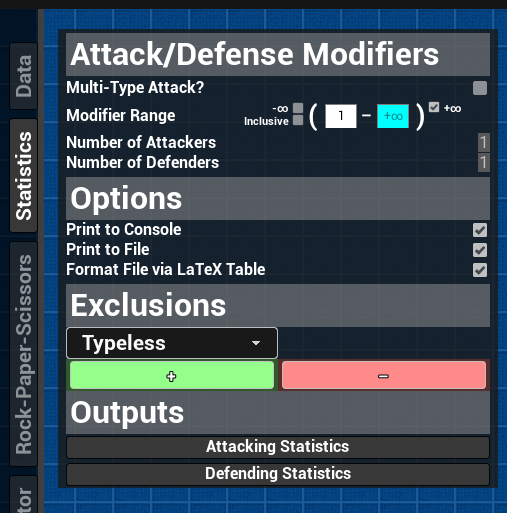 Data
Statistics
Rock-Paper-Scissors
tor
Attack/Defense Modifiers
Multi-Type Attack?
Modifier Range -∞ Inclusive ( 1 – +∞ ) +∞
Number of Attackers 1
Number of Defenders 1
Options
Print to Console
Print to File
Format File via LaTeX Table
Exclusions
Typeless
+ −
Outputs
Attacking Statistics
Defending Statistics